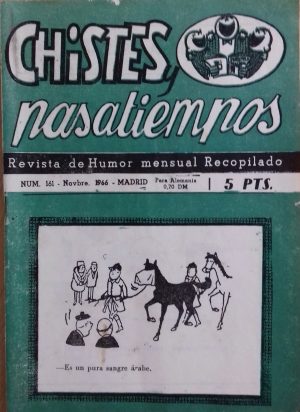 CHiSTES
y
pasatiempos
Revista de Humor mensual Recopilado
NUM. 161 - Novbre. 1966 - MADRID Para Alemania 0,70 DM 5 PTS.
—Es un pura sangre árabe.